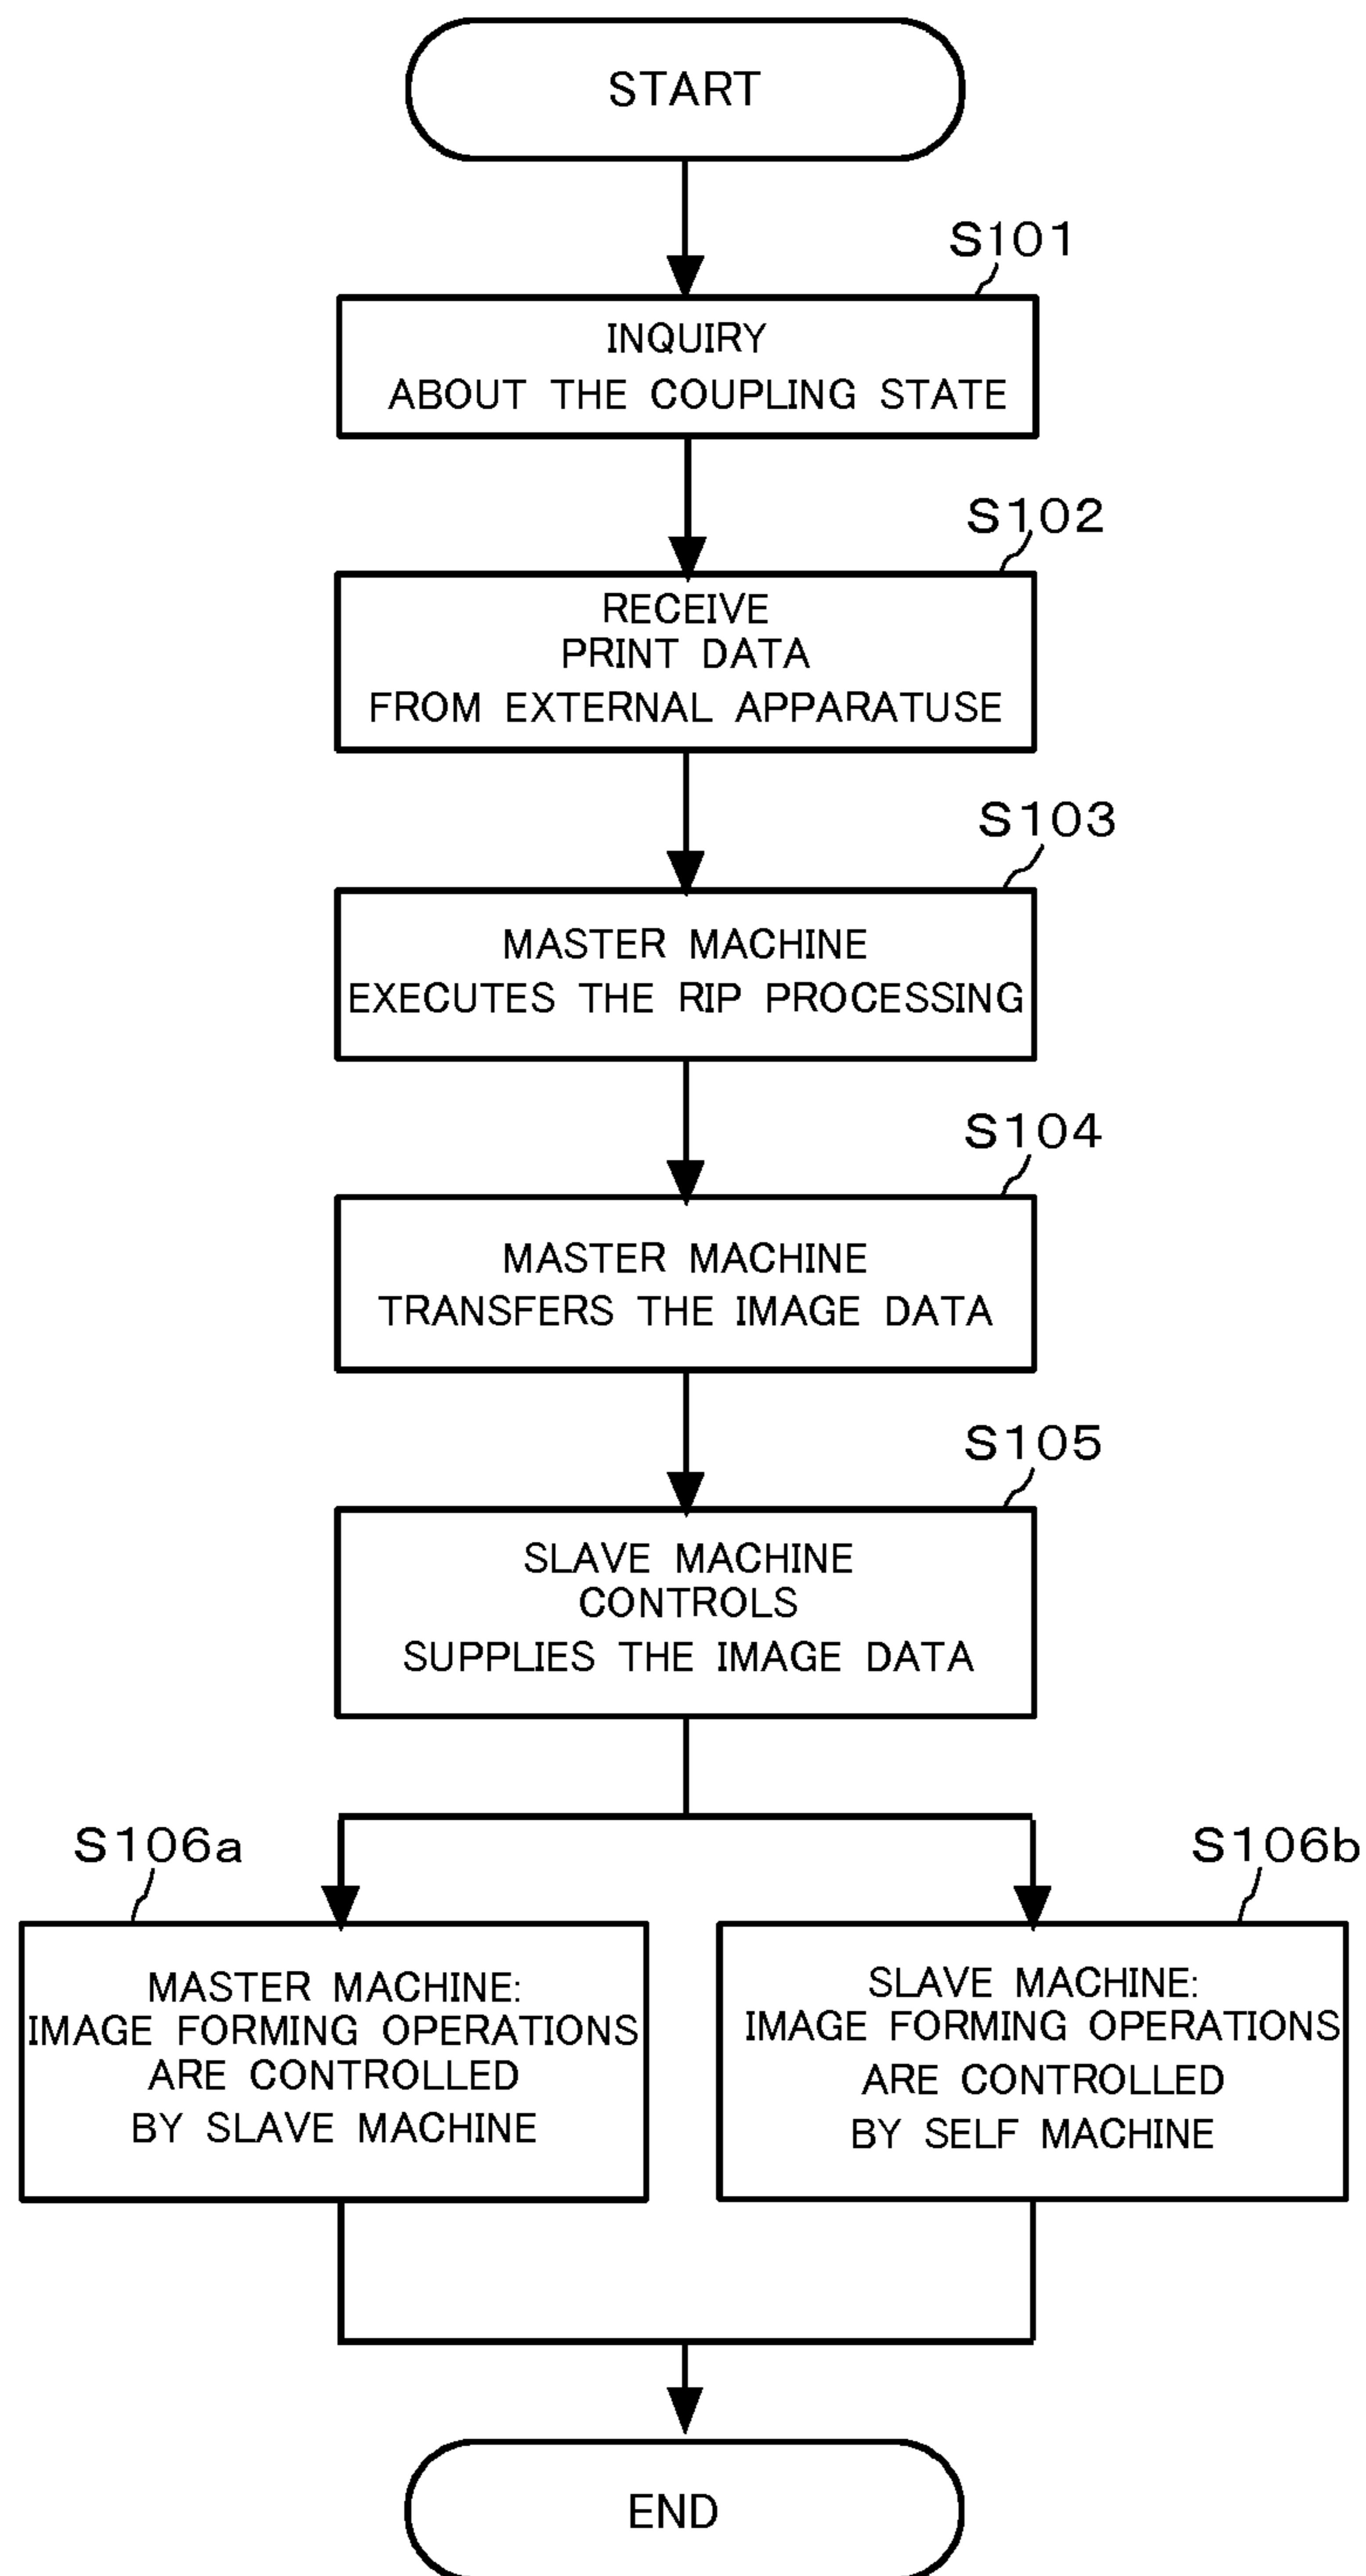 START
S101
INQUIRY
ABOUT THE COUPLING STATE
S102
RECEIVE
PRINT DATA
FROM EXTERNAL APPARATUSE
S103
MASTER MACHINE
EXECUTES THE RIP PROCESSING
S104
MASTER MACHINE
TRANSFERS THE IMAGE DATA
S105
SLAVE MACHINE
CONTROLS
SUPPLIES THE IMAGE DATA
S106a
MASTER MACHINE:
IMAGE FORMING OPERATIONS
ARE CONTROLLED
BY SLAVE MACHINE
S106b
SLAVE MACHINE:
IMAGE FORMING OPERATIONS
ARE CONTROLLED
BY SELF MACHINE
END